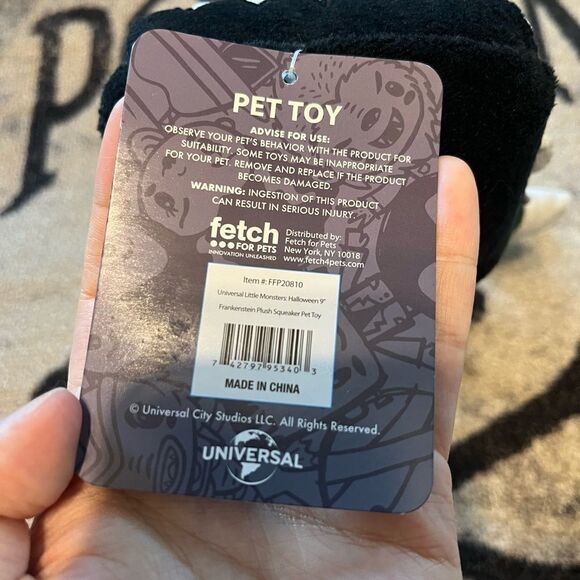 PET TOY
ADVISE FOR USE:
OBSERVE YOUR PET'S BEHAVIOR WITH THE PRODUCT FOR
SUITABILITY. SOME TOYS MAY BE INAPPROPRIATE
FOR YOUR PET. REMOVE AND REPLACE IF THE PRODUCT
BECOMES DAMAGED.
WARNING: INGESTION OF THIS PRODUCT
CAN RESULT IN SERIOUS INJURY.
fetch
FOR PETS
INNOVATION UNLEASHED
Distributed by:
Fetch for Pets
New York, NY 10018
www.fetch4pets.com
Item #: FFP20810
Universal Little Monsters: Halloween 9"
Frankenstein Plush Squeaker Pet Toy
7 42797 95340 3
MADE IN CHINA
© Universal City Studios LLC. All Rights Reserved.
UNIVERSAL